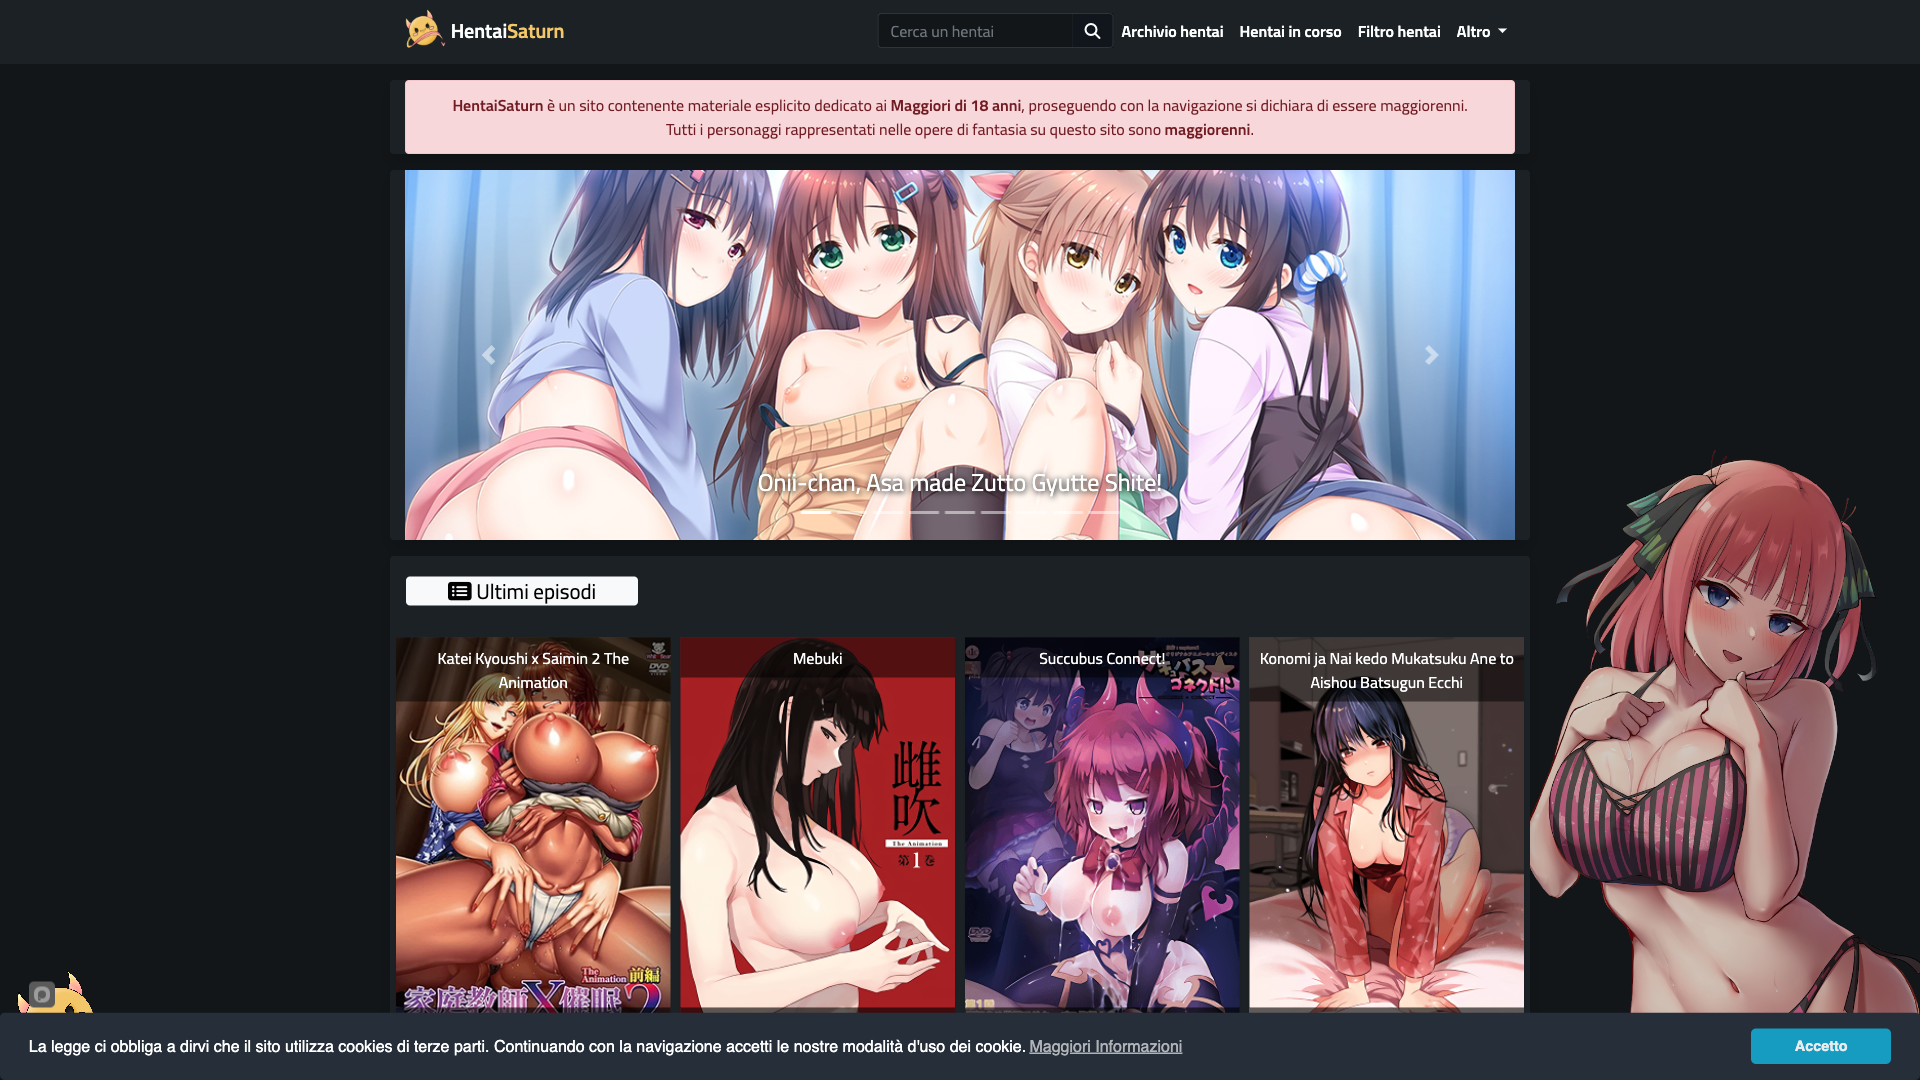 HentaiSaturn
Cerca un hentai
Archivio hentai
Hentai in corso
Filtro hentai
Altro
HentaiSaturn è un sito contenente materiale esplicito dedicato ai Maggiori di 18 anni, proseguendo con la navigazione si dichiara di essere maggiorenni.
Tutti i personaggi rappresentati nelle opere di fantasia su questo sito sono maggiorenni.
Onii-chan, Asa made Zutto Gyutte Shite!
Ultimi episodi
Katei Kyoushi x Saimin 2 The
Animation
DVD
The
Animation
前編
家庭教師X催眠2
Mebuki
雌吹
The Animation
第1巻
Succubus Connect!
DVD
第1話
Konomi ja Nai kedo Mukatsuku Ane to
Aishou Batsugun Ecchi
La legge ci obbliga a dirvi che il sito utilizza cookies di terze parti. Continuando con la navigazione accetti le nostre modalità d'uso dei cookie. Maggiori Informazioni
Accetto